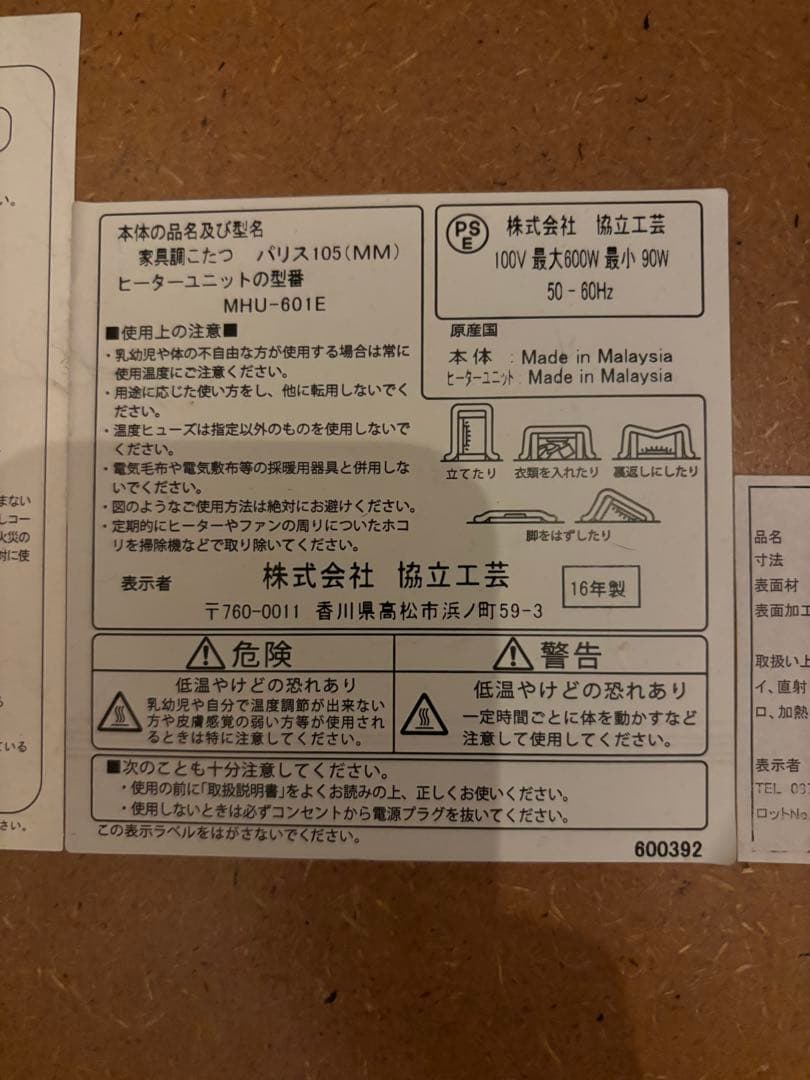 本体の品名及び型名
家具調こたつ　パリス105(MM)
ヒーターユニットの型番
MHU-601E
■使用上の注意■
・乳幼児や体の不自由な方が使用する場合は常に
使用温度にご注意ください。
・用途に応じた使い方をし、他に転用しないでく
ださい。
・温度ヒューズは指定以外のものを使用しないで
ください。
・電気毛布や電気敷布等の採暖用器具と併用しな
いでください。
・図のようなご使用方法は絶対にお避けください。
・定期的にヒーターやファンの周りについたホコ
リを掃除機などで取り除いてください。
PSE
株式会社　協立工芸
100V 最大600W 最小 90W
50-60Hz
原産国
本体 : Made in Malaysia
ヒーターユニット: Made in Malaysia
立てたり　衣類を入れたり　裏返しにしたり
脚をはずしたり
表示者　株式会社 協立工芸
16年製
〒760-0011 香川県高松市浜ノ町59-3
危険
低温やけどの恐れあり
乳幼児や自分で温度調節が出来ない
方や皮膚感覚の弱い方等が使用され
るときは特に注意してください。
警告
低温やけどの恐れあり
一定時間ごとに体を動かすなど
注意して使用してください。
■次のことも十分注意してください。
・使用の前に「取扱説明書」をよくお読みの上、正しくお使いください。
・使用しないときは必ずコンセントから電源プラグを抜いてください。
この表示ラベルをはがさないでください。
600392
い。
まない
しコー
火災の
対に使
ている
さい。
品名
寸法
表面材
表面加工
取扱い上
イ、直射
ロ、加熱
表示者
TEL 087
ロットNo.